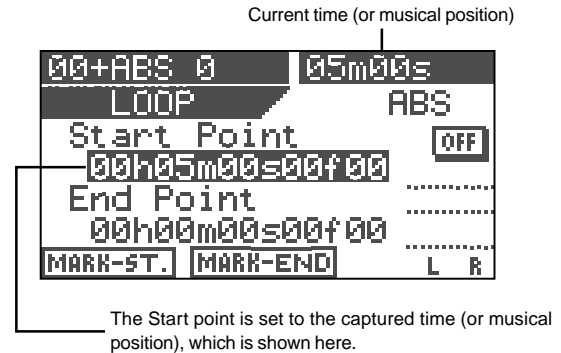 Current time (or musical position)
00+ABS 0 05m00s
LOOP ABS
Start Point OFF
00h05m00s00f00
End Point
00h00m00s00f00
MARK-ST. MARK-END L R
The Start point is set to the captured time (or musical
position), which is shown here.